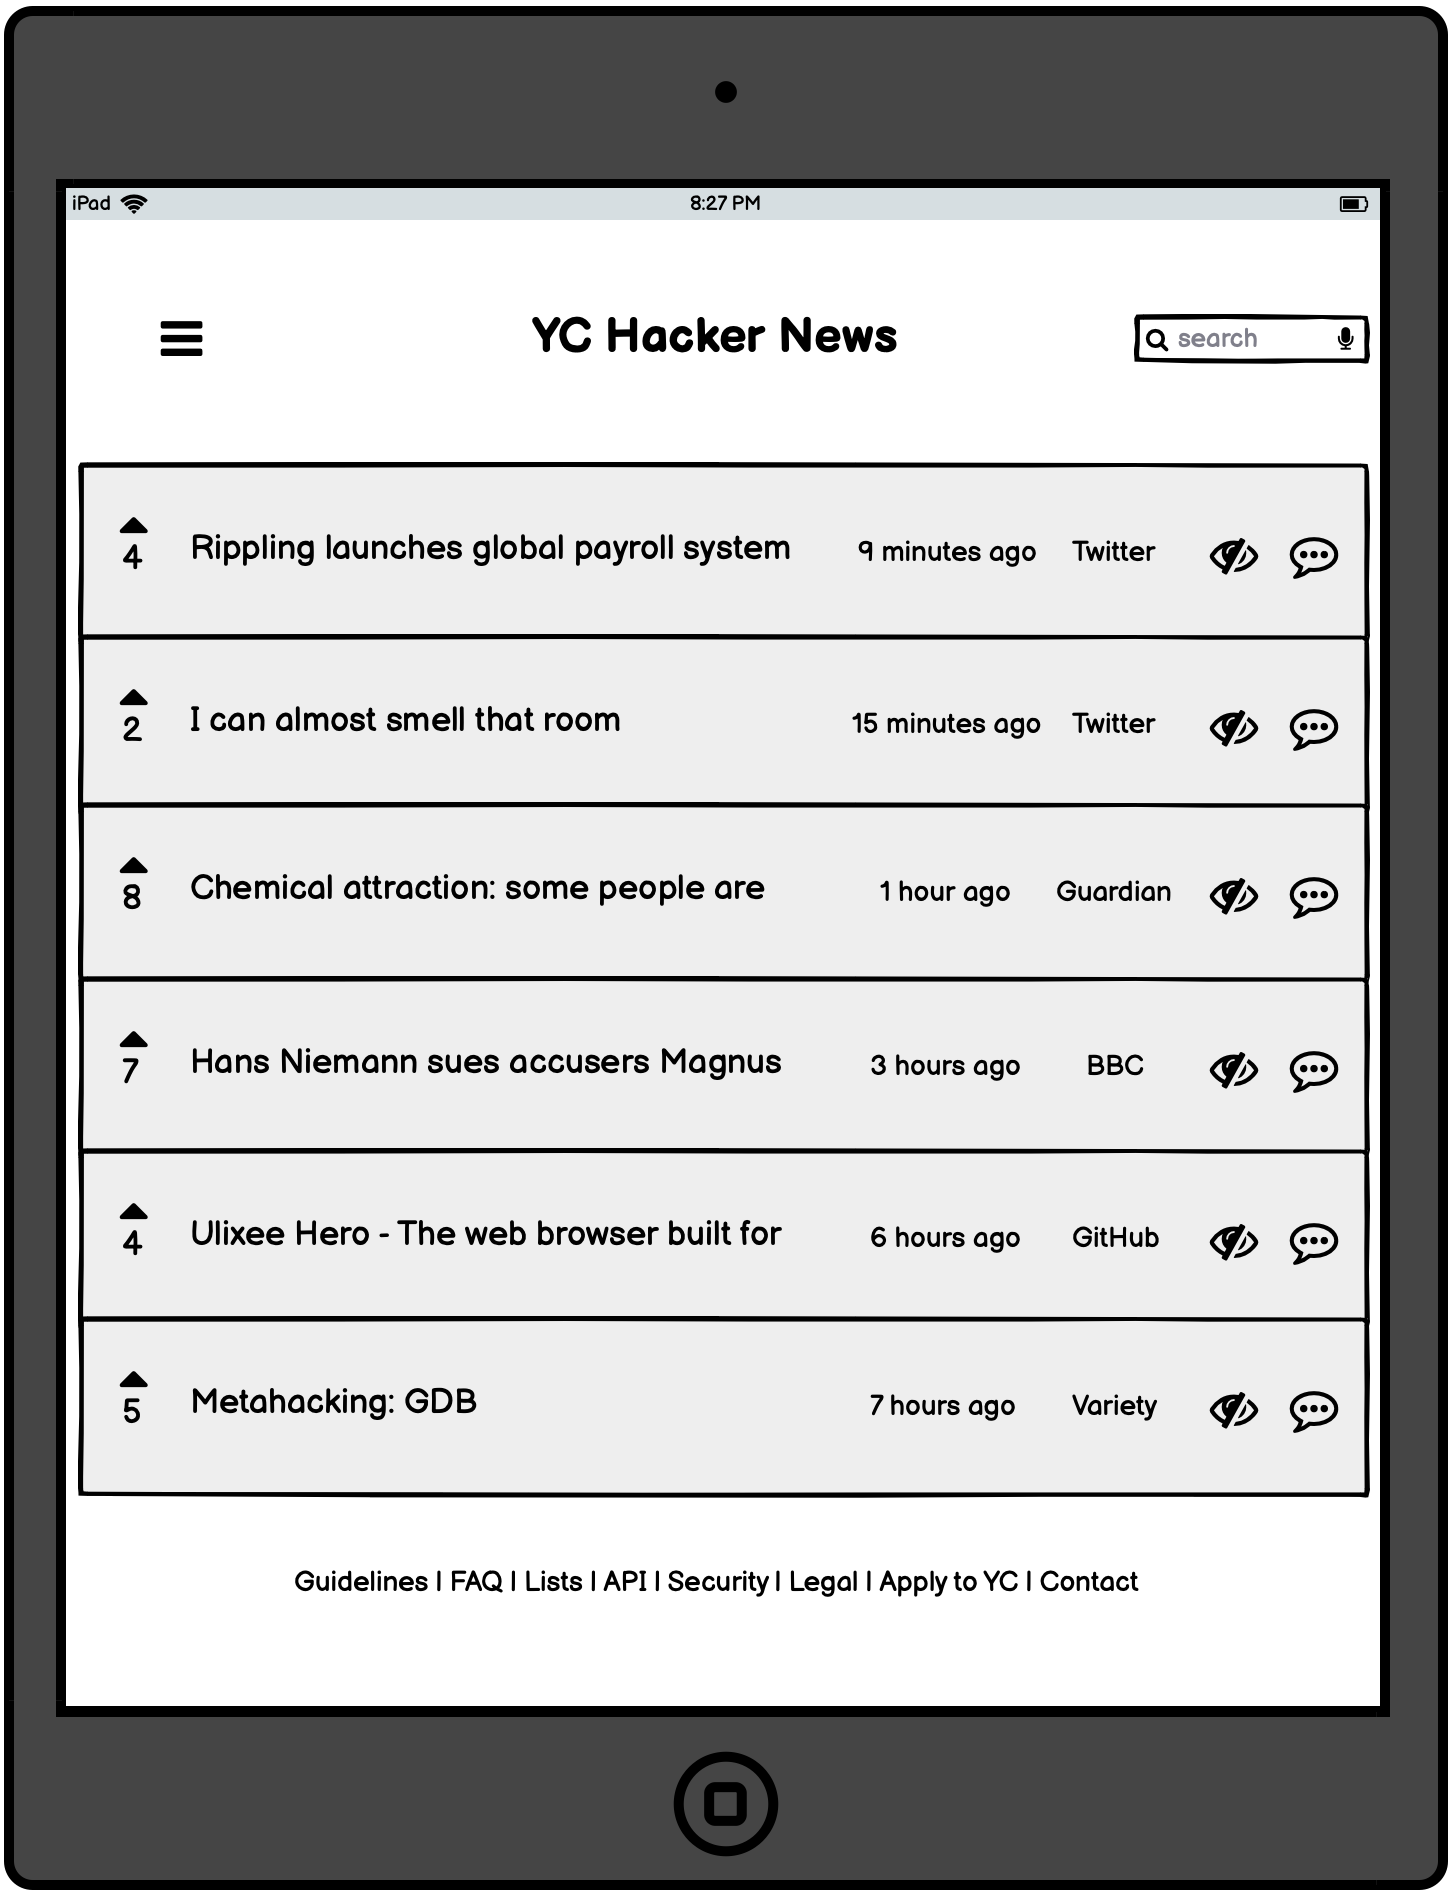 iPad 8:27 PM
YC Hacker News search
4 Rippling launches global payroll system 9 minutes ago Twitter
2 I can almost smell that room 15 minutes ago Twitter
8 Chemical attraction: some people are 1 hour ago Guardian
7 Hans Niemann sues accusers Magnus 3 hours ago BBC
4 Ulixee Hero - The web browser built for 6 hours ago GitHub
5 Metahacking: GDB 7 hours ago Variety
Guidelines | FAQ | Lists | API | Security | Legal | Apply to YC | Contact